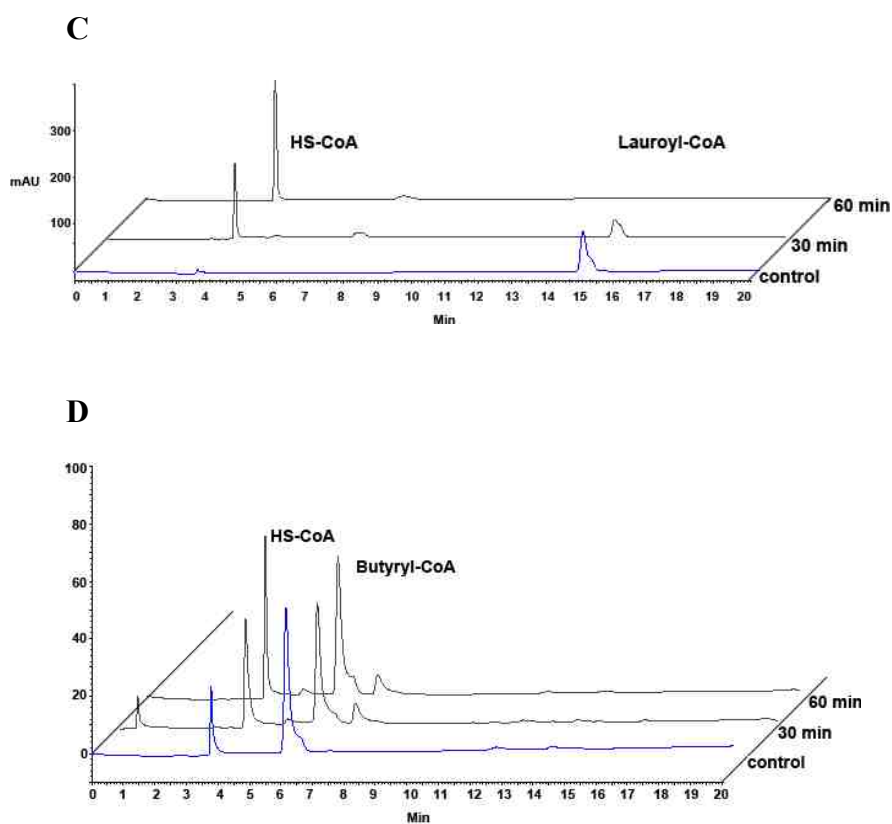 C
300
HS-CoA
Lauroyl-CoA
mAU
200
60 min
100
30 min
0
control
0 1 2 3 4 5 6 7 8 9 10 11 12 13 14 15 16 17 18 19 20
Min
D
100
80
HS-CoA
Butyryl-CoA
60
40
20
60 min
30 min
0
control
0 1 2 3 4 5 6 7 8 9 10 11 12 13 14 15 16 17 18 19 20
Min